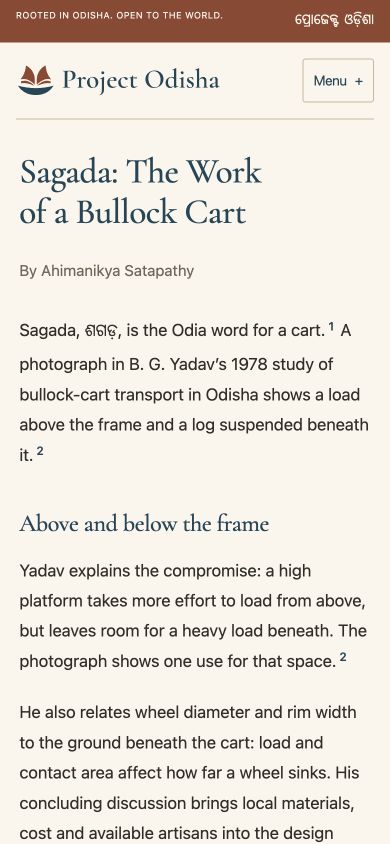 ROOTED IN ODISHA. OPEN TO THE WORLD.
ପ୍ରୋଜେକ୍ଟ ଓଡ଼ିଶା
Project Odisha
Menu +
Sagada: The Work
of a Bullock Cart
By Ahimanikya Satapathy
Sagada, ଶଗଡ଼, is the Odia word for a cart. 1 A
photograph in B. G. Yadav’s 1978 study of
bullock-cart transport in Odisha shows a load
above the frame and a log suspended beneath
it. 2
Above and below the frame
Yadav explains the compromise: a high
platform takes more effort to load from above,
but leaves room for a heavy load beneath. The
photograph shows one use for that space. 2
He also relates wheel diameter and rim width
to the ground beneath the cart: load and
contact area affect how far a wheel sinks. His
concluding discussion brings local materials,
cost and available artisans into the design